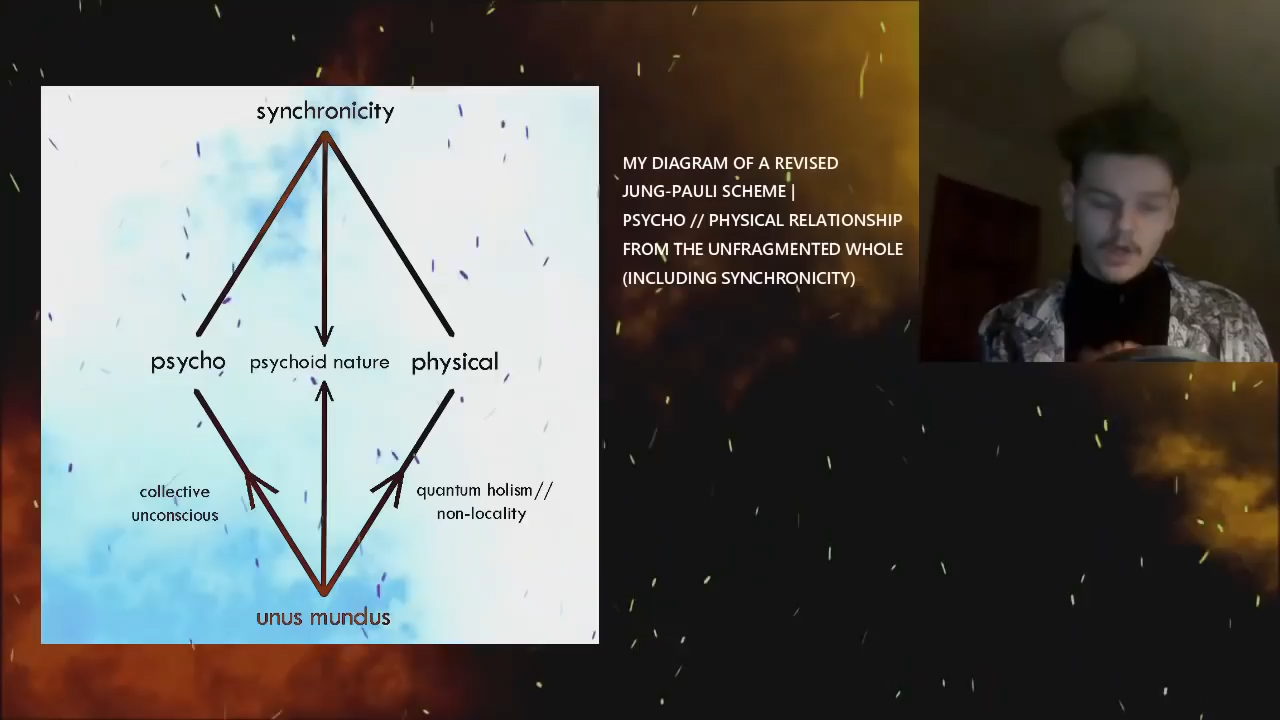 synchronicity
psycho
psychoid nature
physical
collective
unconscious
quantum holism//
non-locality
unus mundus
MY DIAGRAM OF A REVISED
JUNG-PAULI SCHEME |
PSYCHO // PHYSICAL RELATIONSHIP
FROM THE UNFRAGMENTED WHOLE
(INCLUDING SYNCHRONICITY)